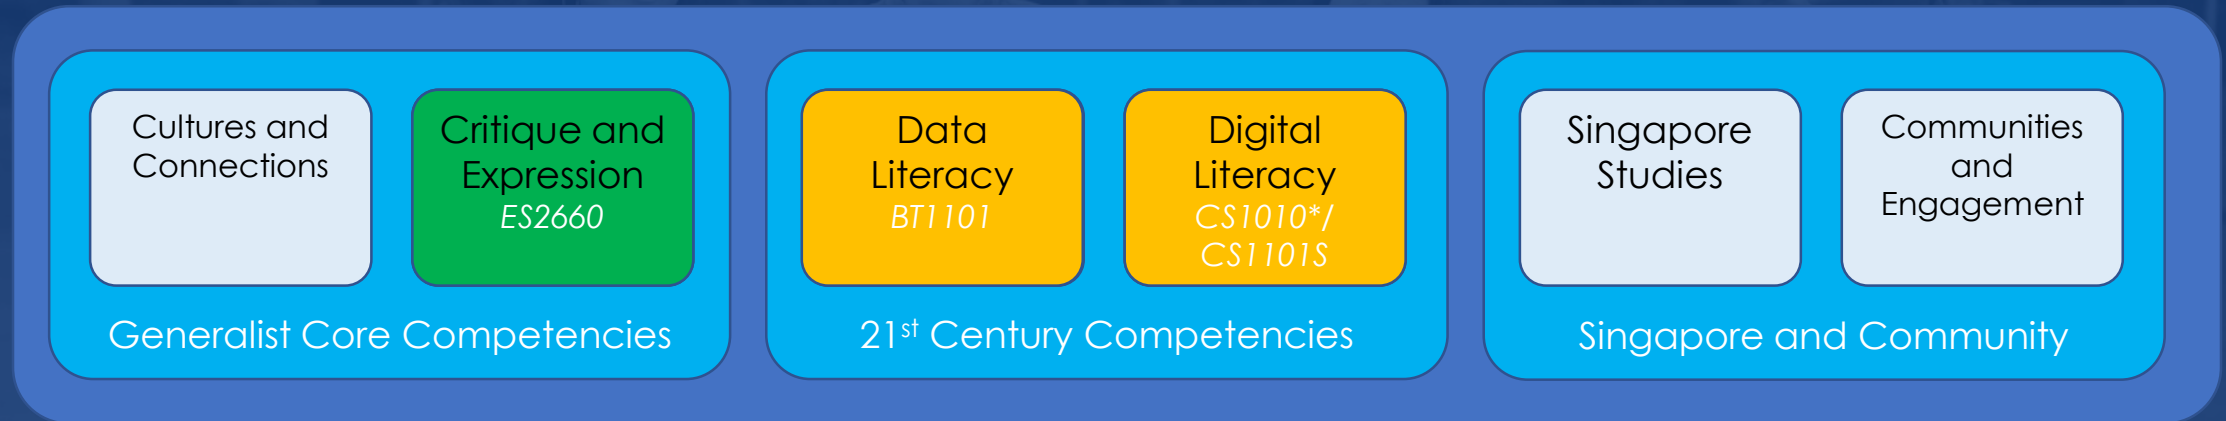 Cultures and
Connections
Critique and
Expression
ES2660
Generalist Core Competencies
Data
Literacy
BT1101
Digital
Literacy
CS1010*/
CS1101S
21st Century Competencies
Singapore
Studies
Communities
and
Engagement
Singapore and Community